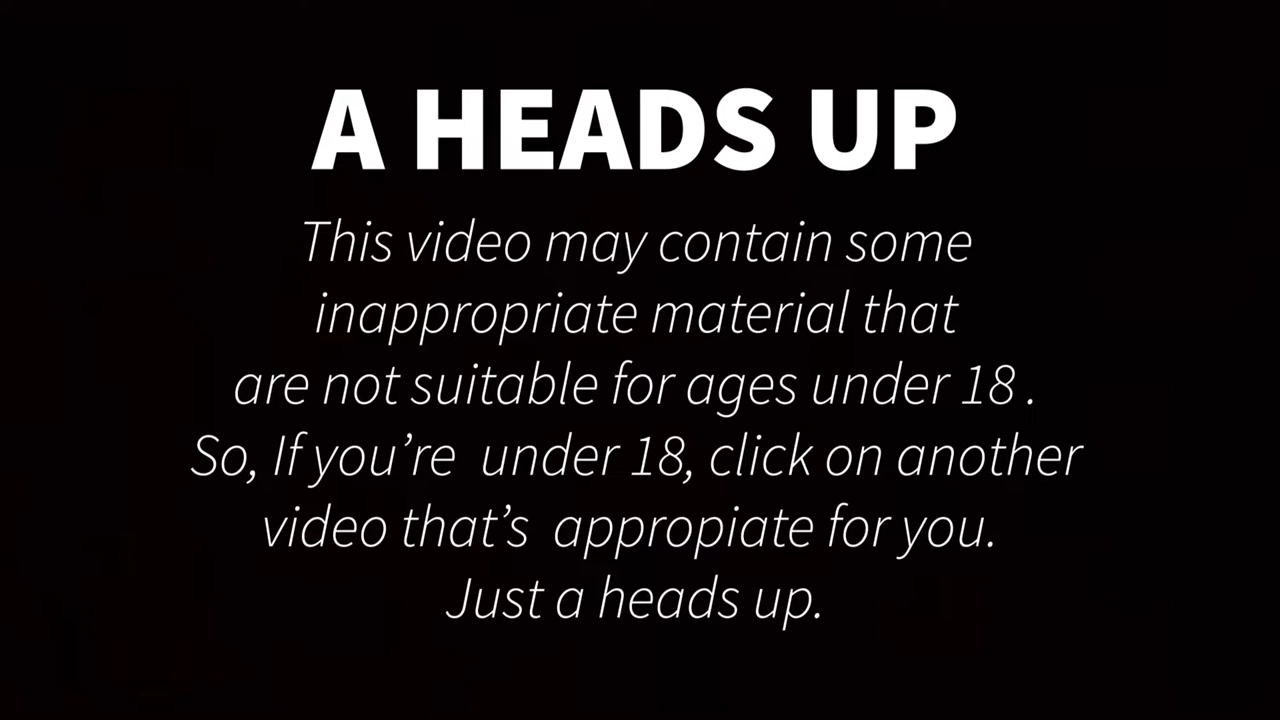 A HEADS UP
This video may contain some
inappropriate material that
are not suitable for ages under 18 .
So, If you’re  under 18, click on another
video that’s  appropiate for you.
Just a heads up.